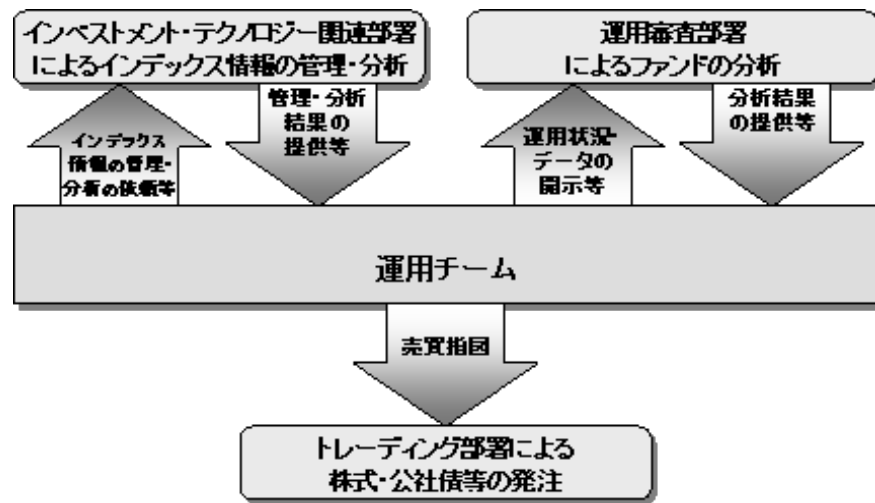 インベストメント・テクノロジー関連部署
によるインデックス情報の管理・分析
運用審査部署
によるファンドの分析
インデックス
情報の管理・
分析の依頼等
管理・分析
結果の
提供等
運用状況・
データの
開示等
分析結果
の提供等
運用チーム
売買指図
トレーディング部署による
株式・公社債等の発注